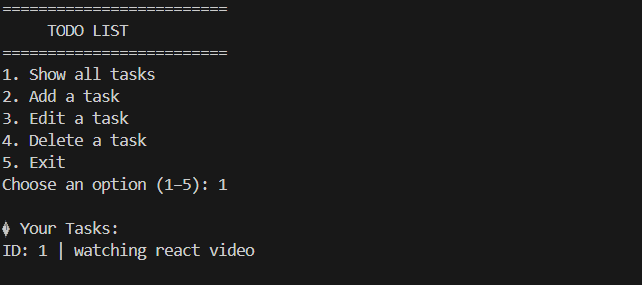 =========================
     TODO LIST
=========================
1. Show all tasks
2. Add a task
3. Edit a task
4. Delete a task
5. Exit
Choose an option (1–5): 1

Your Tasks:
ID: 1 | watching react video